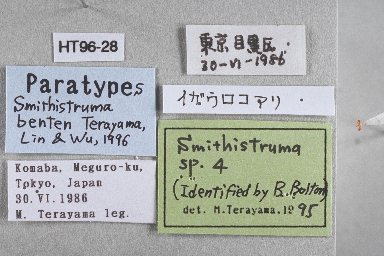 HT96-28
東京目黒区.
30-VI-1986
Paratypes
Smithistruma
benten Terayama,
Lin & Wu, 1996
イガウロコアリ.
Komaba, Meguro-ku,
Tokyo, Japan
30. VI. 1986
M. Terayama leg.
Smithistruma
sp. 4
(Identified by B. Bolton)
det. M.Terayama, 1995